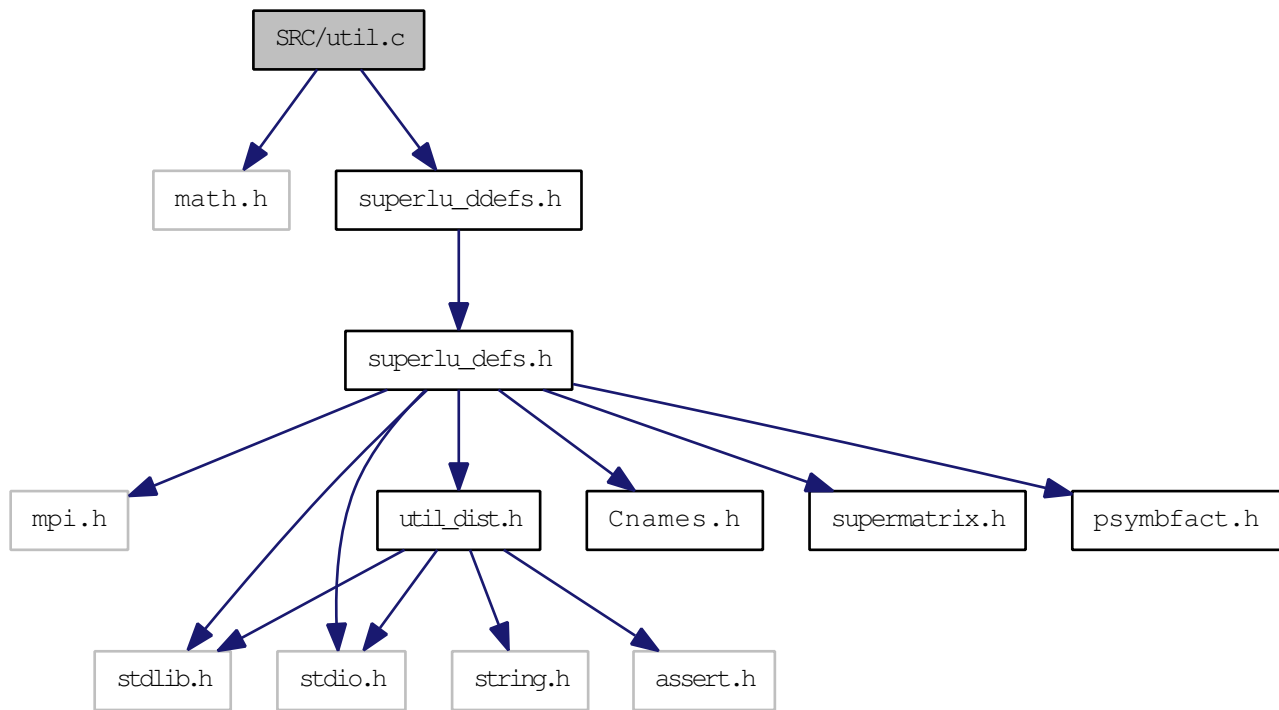 SRC/util.c
math.h
superlu_ddefs.h
superlu_defs.h
mpi.h
util_dist.h
Cnames.h
supermatrix.h
psymbfact.h
stdlib.h
stdio.h
string.h
assert.h